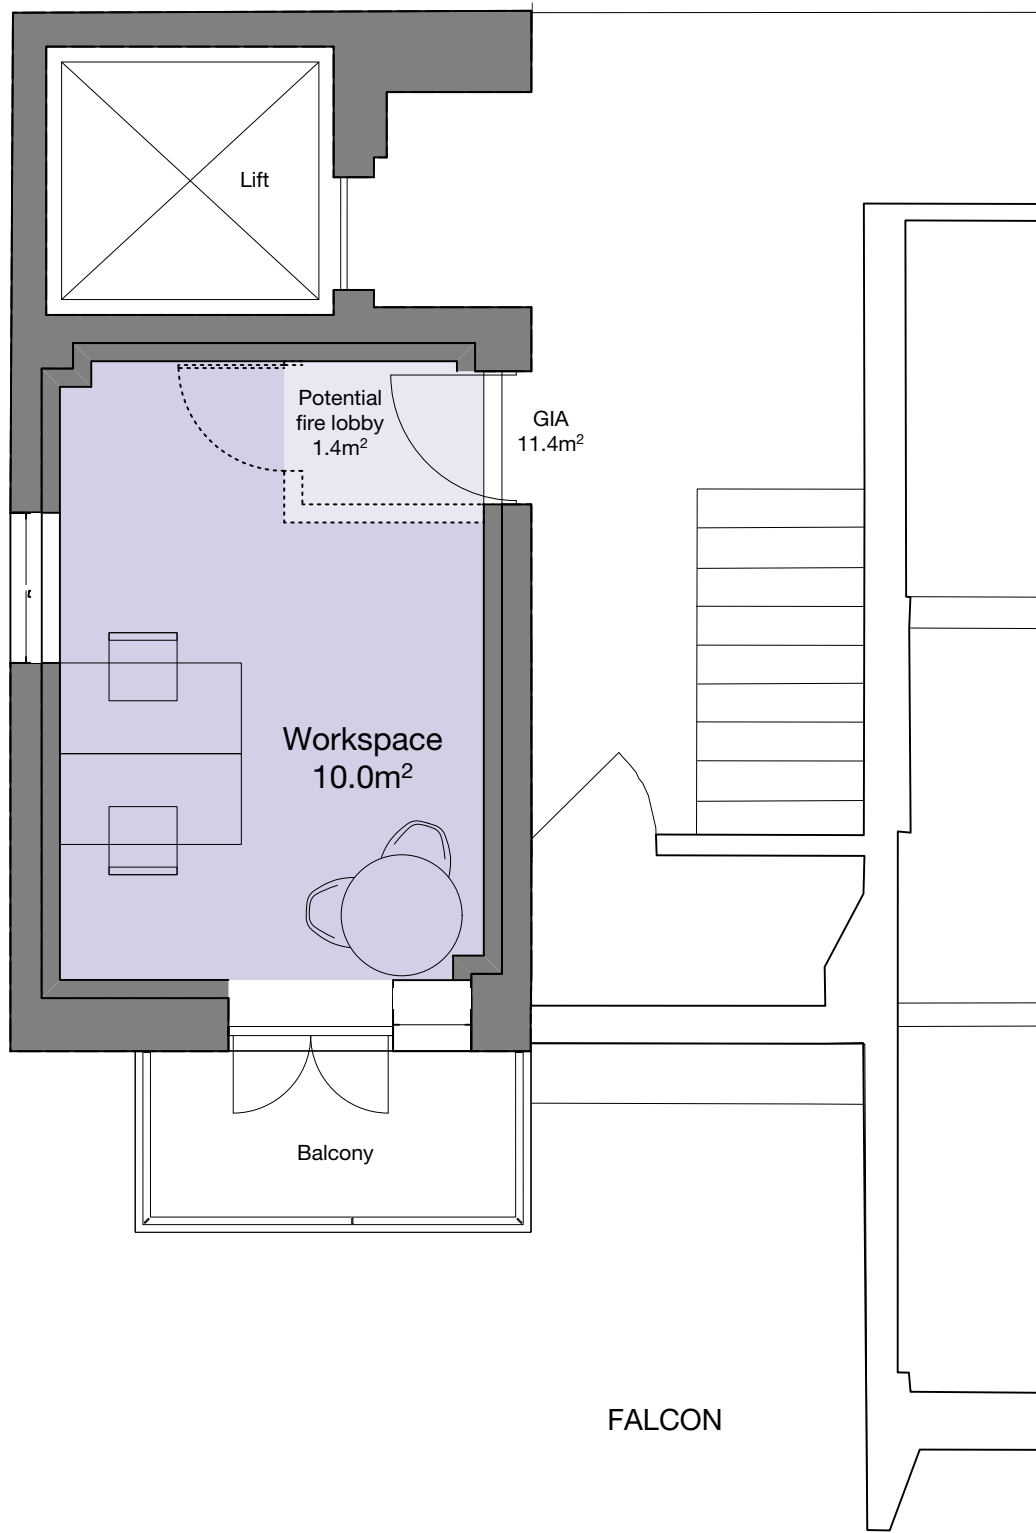 Lift
Potential
fire lobby
1.4m²
GIA
11.4m²
Workspace
10.0m²
Balcony
FALCON